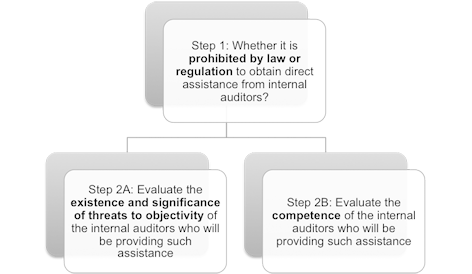 Step 1: Whether it is
prohibited by law or
regulation to obtain direct
assistance from internal
auditors?
Step 2A: Evaluate the
existence and significance
of threats to objectivity of
the internal auditors who will
be providing such
assistance
Step 2B: Evaluate the
competence of the internal
auditors who will be
providing such assistance